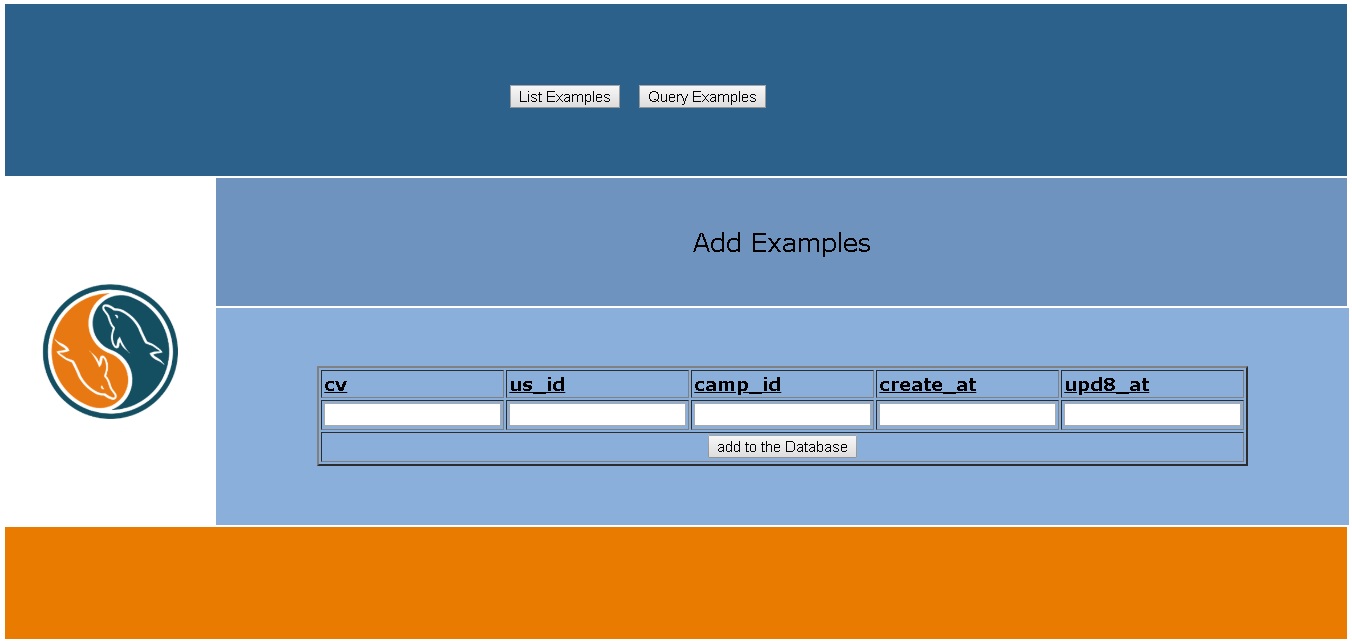 List Examples Query Examples
Add Examples
cv us_id camp_id create_at upd8_at
add to the Database